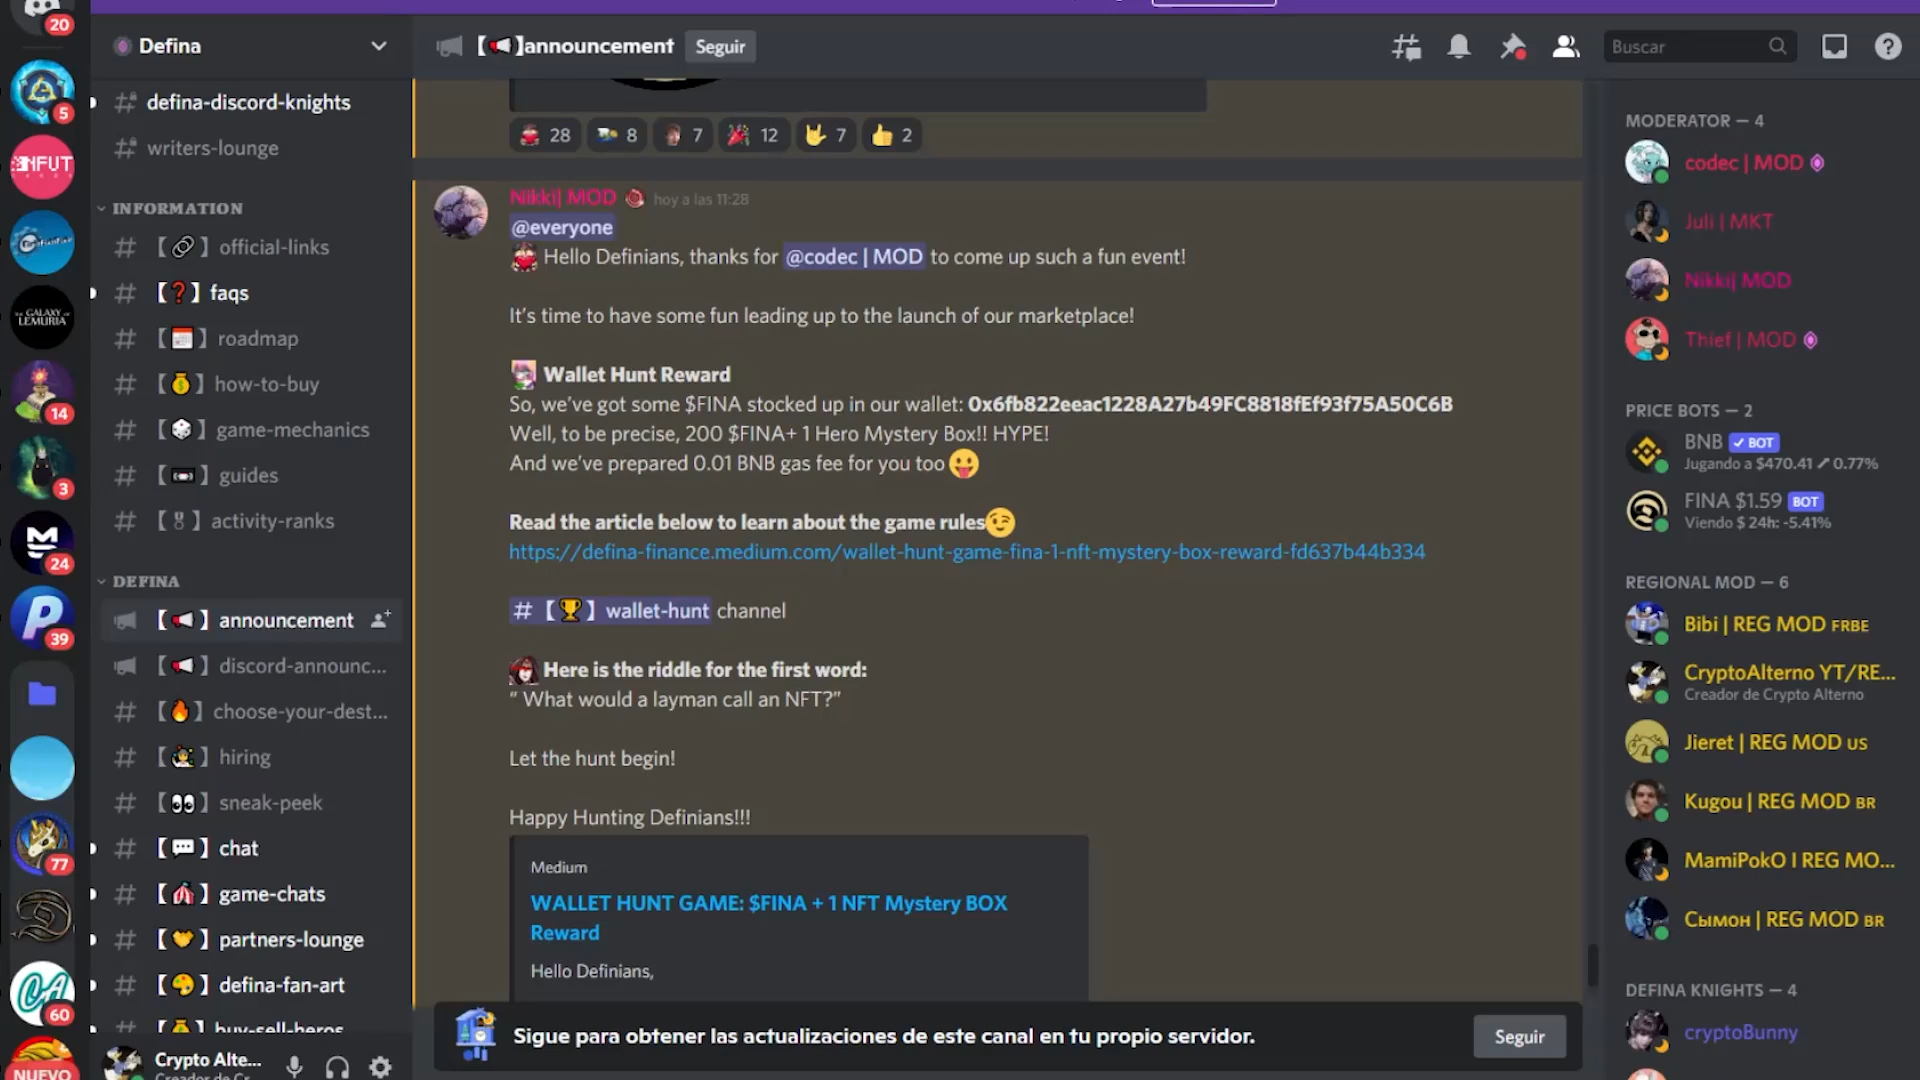 20
5
NFUT
THE GALAXY OF
LEMURIA
14
3
24
39
77
60
NUEVO
Defina
defina-discord-knights
writers-lounge
INFORMATION
【 】 official-links
【❓】 faqs
【 】 roadmap
【 】 how-to-buy
【 】 game-mechanics
【 】 guides
【 】 activity-ranks
DEFINA
【 】 announcement
【 】 discord-announc...
【 】 choose-your-dest...
【 】 hiring
【 】 sneak-peek
【 】 chat
【 】 game-chats
【 】 partners-lounge
【 】 defina-fan-art
【 】 buy-sell-heros
Crypto Alte...
Creador de Cr
【 】announcement Seguir
Buscar
28 8 7 12 7 2
Nikki| MOD hoy a las 11:28
@everyone
Hello Definians, thanks for @codec | MOD to come up such a fun event!
It's time to have some fun leading up to the launch of our marketplace!
Wallet Hunt Reward
So, we've got some $FINA stocked up in our wallet: 0x6fb822eeac1228A27b49FC8818fEf93f75A50C6B
Well, to be precise, 200 $FINA+ 1 Hero Mystery Box!! HYPE!
And we've prepared 0.01 BNB gas fee for you too
Read the article below to learn about the game rules
https://defina-finance.medium.com/wallet-hunt-game-fina-1-nft-mystery-box-reward-fd637b44b334
# 【 】 wallet-hunt channel
Here is the riddle for the first word:
“ What would a layman call an NFT?”
Let the hunt begin!
Happy Hunting Definians!!!
Medium
WALLET HUNT GAME: $FINA + 1 NFT Mystery BOX
Reward
Hello Definians,
Sigue para obtener las actualizaciones de este canal en tu propio servidor.
Seguir
MODERATOR — 4
codec | MOD
Juli | MKT
Nikki| MOD
Thief | MOD
PRICE BOTS — 2
BNB ✓ BOT
Jugando a $470.41 ⬈ 0.77%
FINA $1.59 BOT
Viendo $ 24h: -5.41%
REGIONAL MOD — 6
Bibi | REG MOD FRBE
CryptoAlterno YT/RE...
Creador de Crypto Alterno
Jieret | REG MOD US
Kugou | REG MOD BR
MamiPokO I REG MO...
Сымон | REG MOD BR
DEFINA KNIGHTS — 4
cryptoBunny